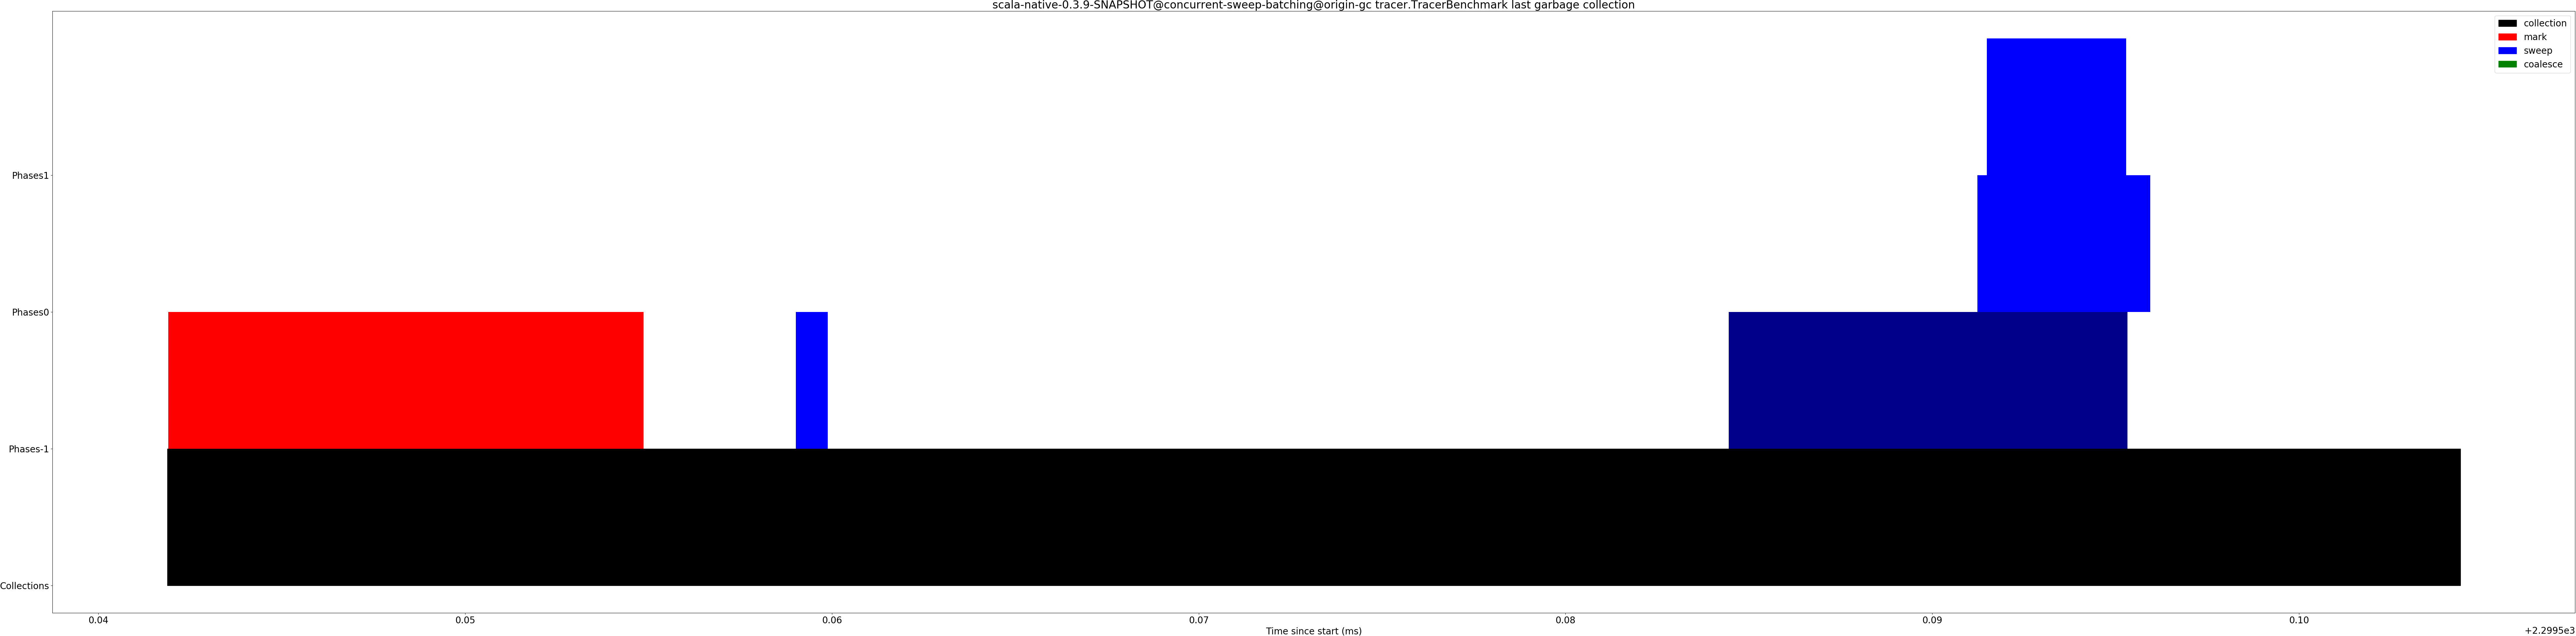 scala-native-0.3.9-SNAPSHOT@concurrent-sweep-batching@origin-gc tracer.TracerBenchmark last garbage collection
collection
mark
sweep
coalesce
Phases1
Phases0
Phases-1
Collections
0.04 0.05 0.06 0.07 0.08 0.09 0.10
Time since start (ms)
+2.2995e3